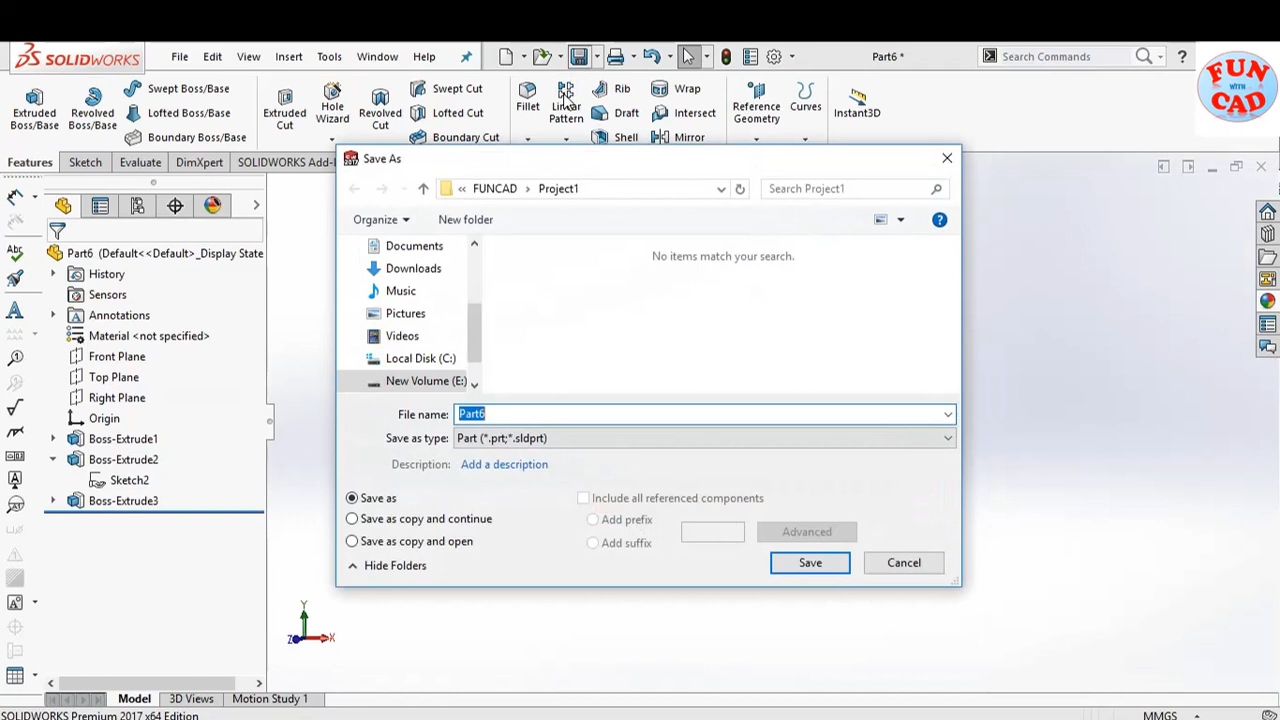 SOLIDWORKS File Edit View Insert Tools Window Help Part6 * Search Commands ?
FUN WITH CAD
Extruded Boss/Base
Revolved Boss/Base
Swept Boss/Base
Lofted Boss/Base
Boundary Boss/Base
Extruded Cut
Hole Wizard
Revolved Cut
Swept Cut
Lofted Cut
Boundary Cut
Fillet
Linear Pattern
Rib
Draft
Shell
Wrap
Intersect
Mirror
Reference Geometry
Curves
Instant3D
Features Sketch Evaluate DimXpert SOLIDWORKS Add-I
Part6 (Default<<Default>_Display State
History
Sensors
Annotations
Material <not specified>
Front Plane
Top Plane
Right Plane
Origin
Boss-Extrude1
Boss-Extrude2
Sketch2
Boss-Extrude3
Save As
« FUNCAD › Project1 Search Project1
Organize New folder
Documents
Downloads
Music
Pictures
Videos
Local Disk (C:)
New Volume (E:)
No items match your search.
File name: Part6
Save as type: Part (*.prt;*.sldprt)
Description: Add a description
Save as
Save as copy and continue
Save as copy and open
Include all referenced components
Add prefix
Add suffix
Advanced
Hide Folders
Save Cancel
Y
Z X
Model 3D Views Motion Study 1
SOLIDWORKS Premium 2017 x64 Edition MMGS